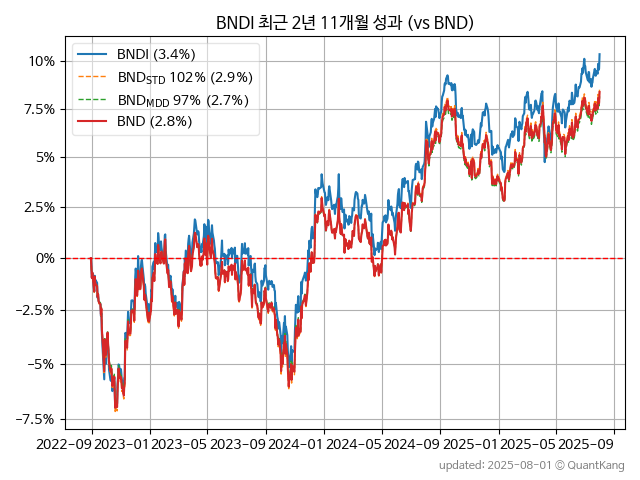 BNDI 최근 2년 11개월 성과 (vs BND)
BNDI (3.4%)
BND_STD 102% (2.9%)
BND_MDD 97% (2.7%)
BND (2.8%)
10%
7.5%
5%
2.5%
0%
−2.5%
−5%
−7.5%
2022-09 2023-01 2023-05 2023-09 2024-01 2024-05 2024-09 2025-01 2025-05 2025-09
updated: 2025-08-01 © QuantKang